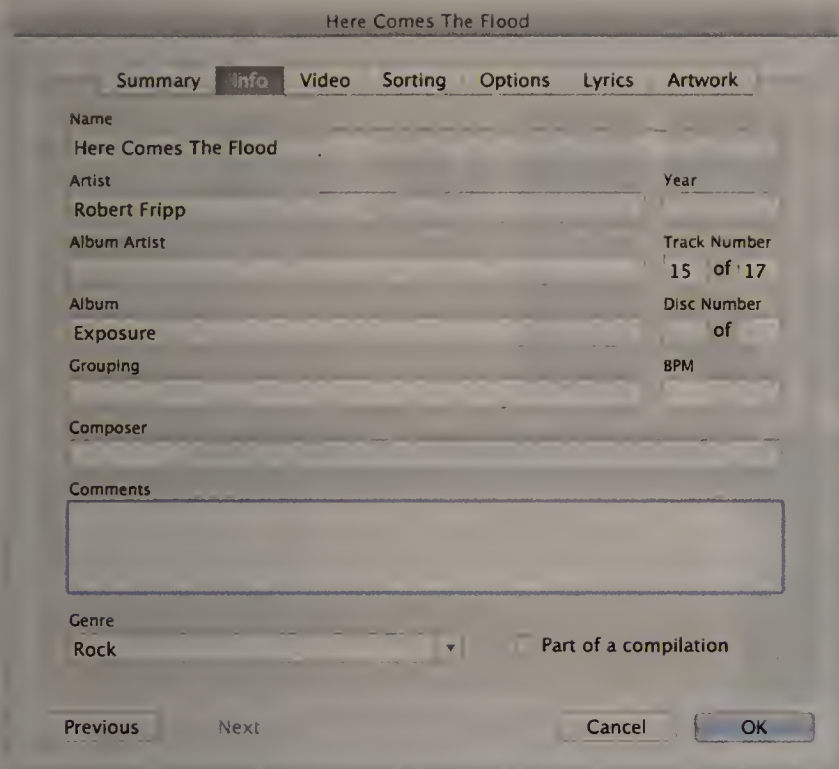 Here Comes The Flood
Summary Info Video Sorting Options Lyrics Artwork
Name
Here Comes The Flood
Artist Year
Robert Fripp
Album Artist Track Number
15 of 17
Album Disc Number
Exposure of
Grouping BPM
Composer
Comments
Genre
Rock Part of a compilation
Previous Next Cancel OK